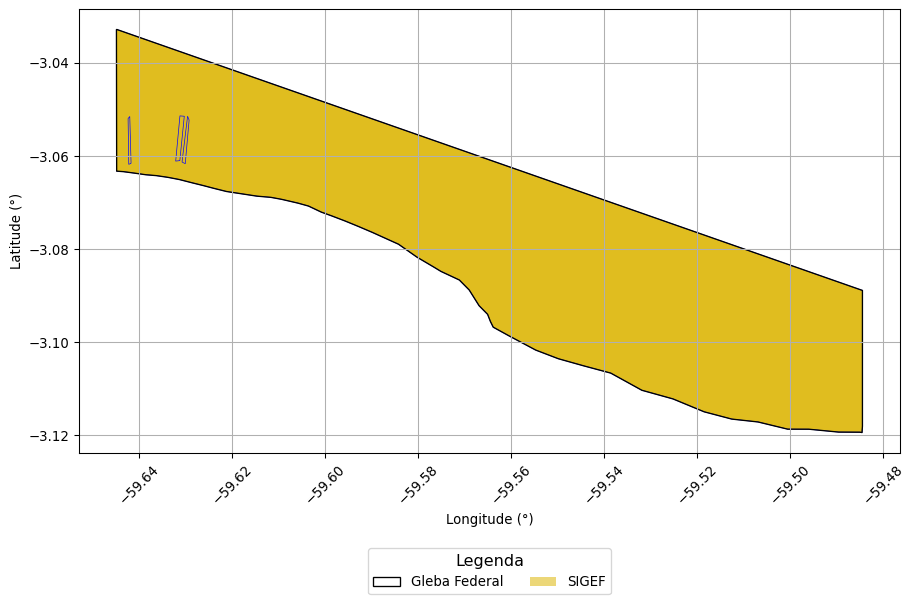 −3.04
−3.06
−3.08
−3.10
−3.12
Latitude (°)
−59.64
−59.62
−59.60
−59.58
−59.56
−59.54
−59.52
−59.50
−59.48
Longitude (°)
Legenda
Gleba Federal
SIGEF